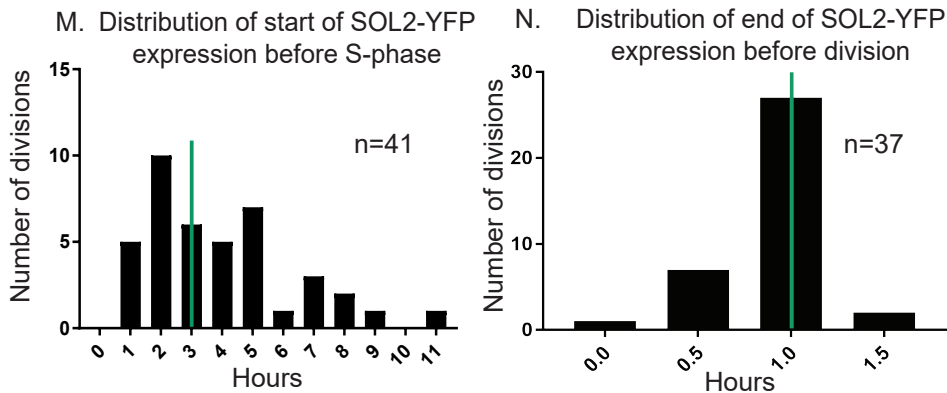 M. Distribution of start of SOL2-YFP
expression before S-phase
Number of divisions
15
10
5
0
n=41
0 1 2 3 4 5 6 7 8 9 10 11
Hours
N. Distribution of end of SOL2-YFP
expression before division
Number of divisions
30
20
10
0
n=37
0.0 0.5 1.0 1.5
Hours